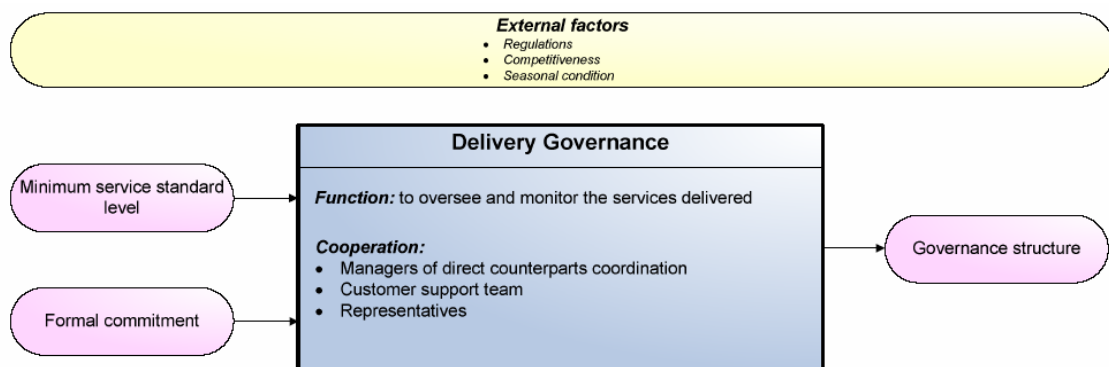 External factors
• Regulations
• Competitiveness
• Seasonal condition
Delivery Governance
Minimum service standard
level
Function: to oversee and monitor the services delivered
Cooperation:
• Managers of direct counterparts coordination
• Customer support team
• Representatives
Governance structure
Formal commitment